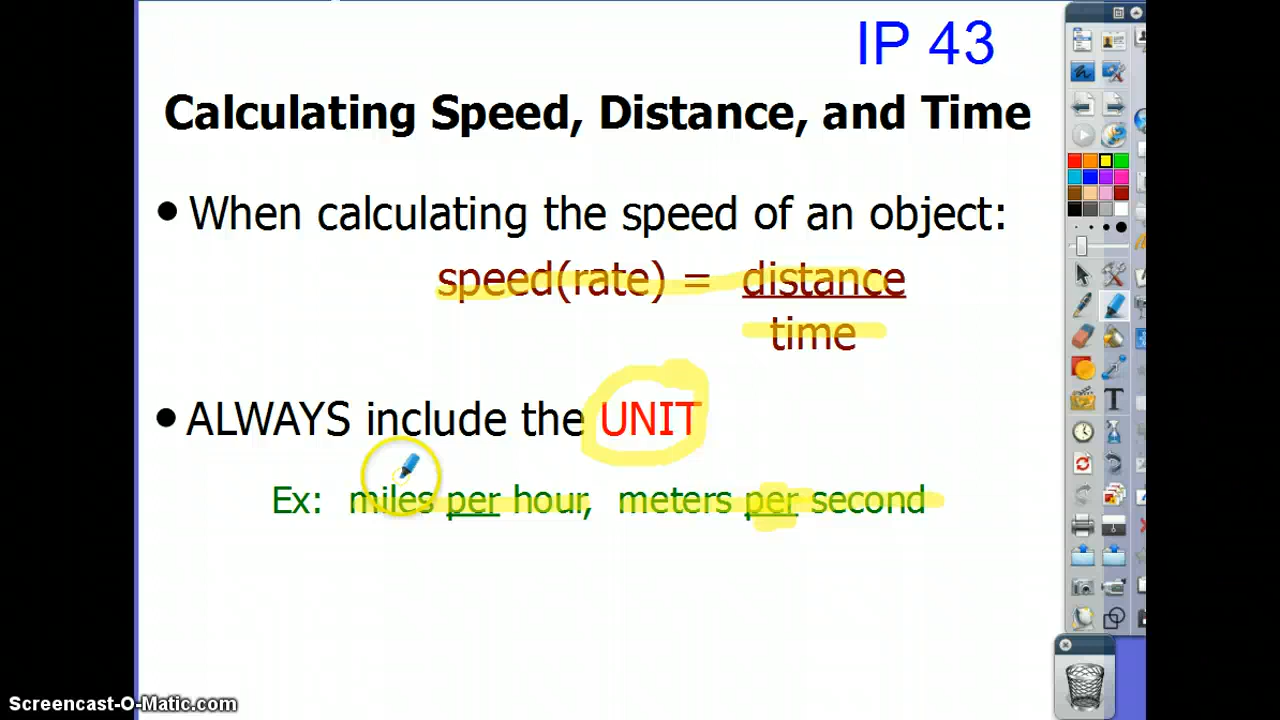 IP 43
Calculating Speed, Distance, and Time
• When calculating the speed of an object:
speed(rate) = distance
time
• ALWAYS include the UNIT
Ex: miles per hour, meters per second
Screencast-O-Matic.com